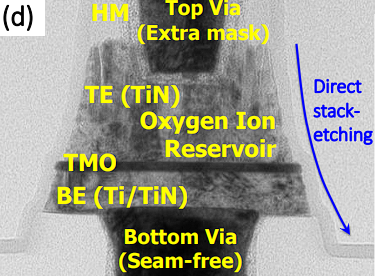 (d)
HM
Top Via
(Extra mask)
TE (TiN)
Oxygen Ion
Reservoir
Direct
stack-
etching
TMO
BE (Ti/TiN)
Bottom Via
(Seam-free)